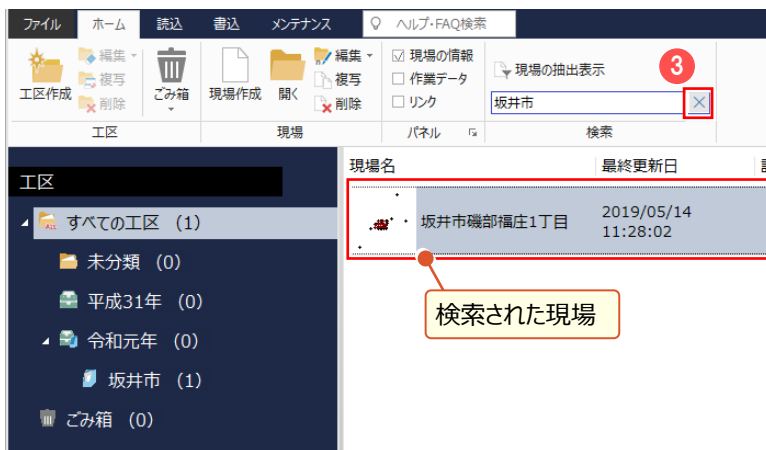 ファイル ホーム 読込 書込 メンテナンス ヘルプ・FAQ検索
工区作成 編集 複写 削除 ごみ箱 現場作成 開く 編集 複写 削除
現場の情報
作業データ
リンク
現場の抽出表示
3
坂井市
工区 現場 パネル 検索
工区
すべての工区 (1)
未分類 (0)
平成31年 (0)
令和元年 (0)
坂井市 (1)
ごみ箱 (0)
現場名 最終更新日
坂井市磯部福庄1丁目 2019/05/14
11:28:02
ALL
検索された現場